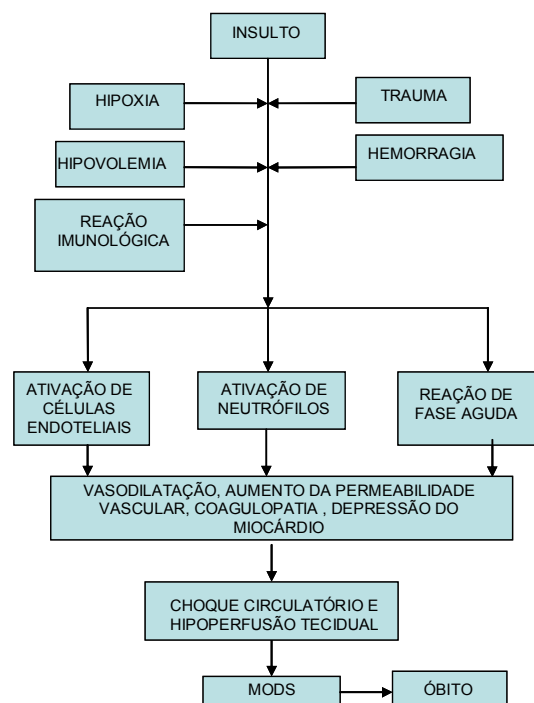 INSULTO
HIPOXIA
TRAUMA
HIPOVOLEMIA
HEMORRAGIA
REAÇÃO
IMUNOLÓGICA
ATIVAÇÃO DE
CÉLULAS
ENDOTELIAIS
ATIVAÇÃO DE
NEUTRÓFILOS
REAÇÃO DE
FASE AGUDA
VASODILATAÇÃO, AUMENTO DA PERMEABILIDADE
VASCULAR, COAGULOPATIA , DEPRESSÃO DO
MIOCÁRDIO
CHOQUE CIRCULATÓRIO E
HIPOPERFUSÃO TECIDUAL
MODS
ÓBITO